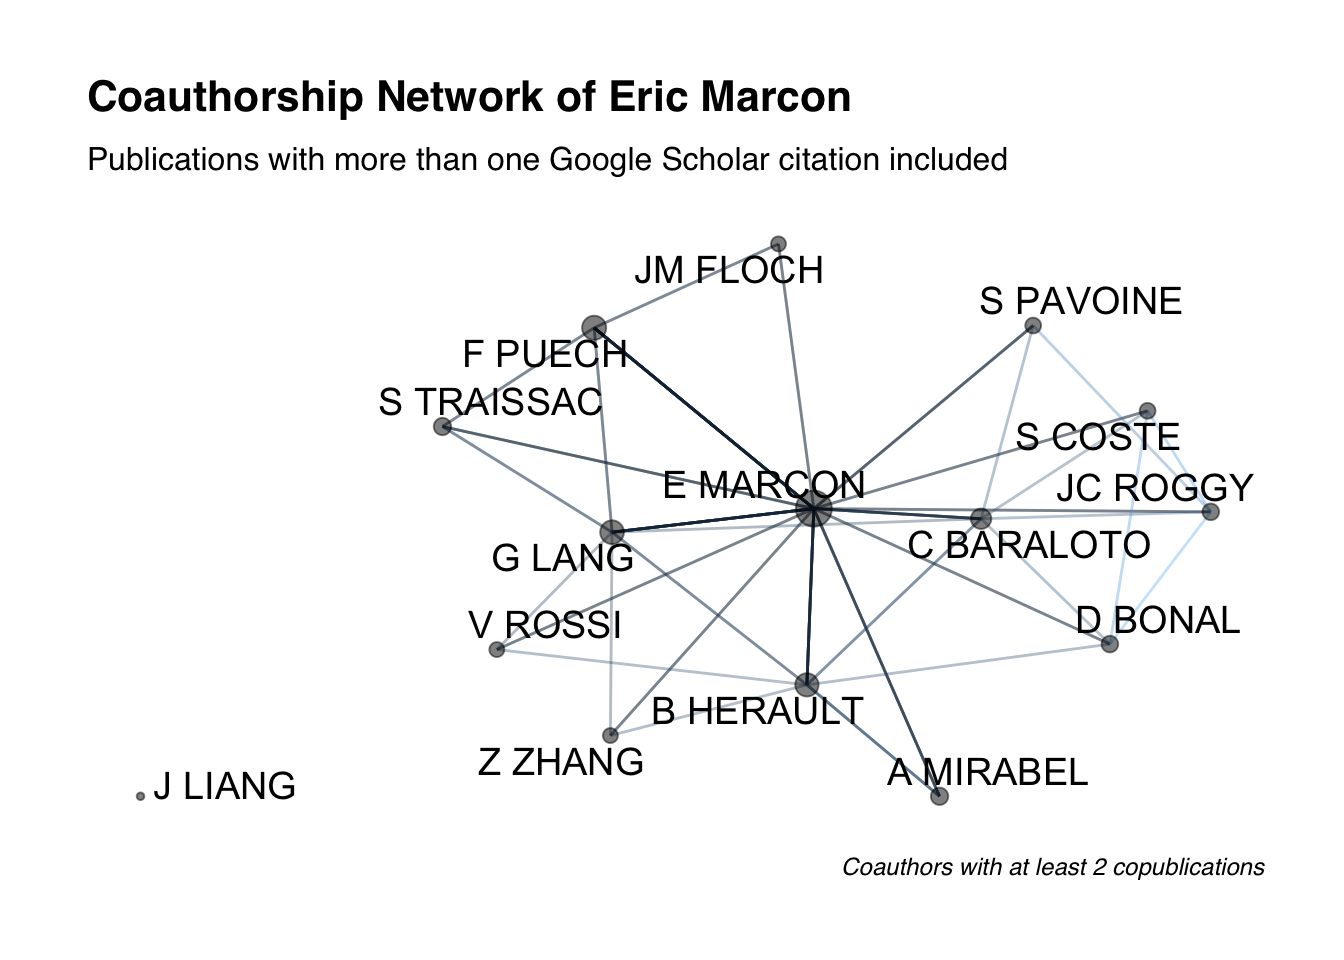 Coauthorship Network of Eric Marcon
Publications with more than one Google Scholar citation included
JM FLOCH
S PAVOINE
F PUECH
S TRAISSAC
S COSTE
E MARCON
JC ROGGY
G LANG
C BARALOTO
V ROSSI
D BONAL
B HERAULT
Z ZHANG
A MIRABEL
J LIANG
Coauthors with at least 2 copublications